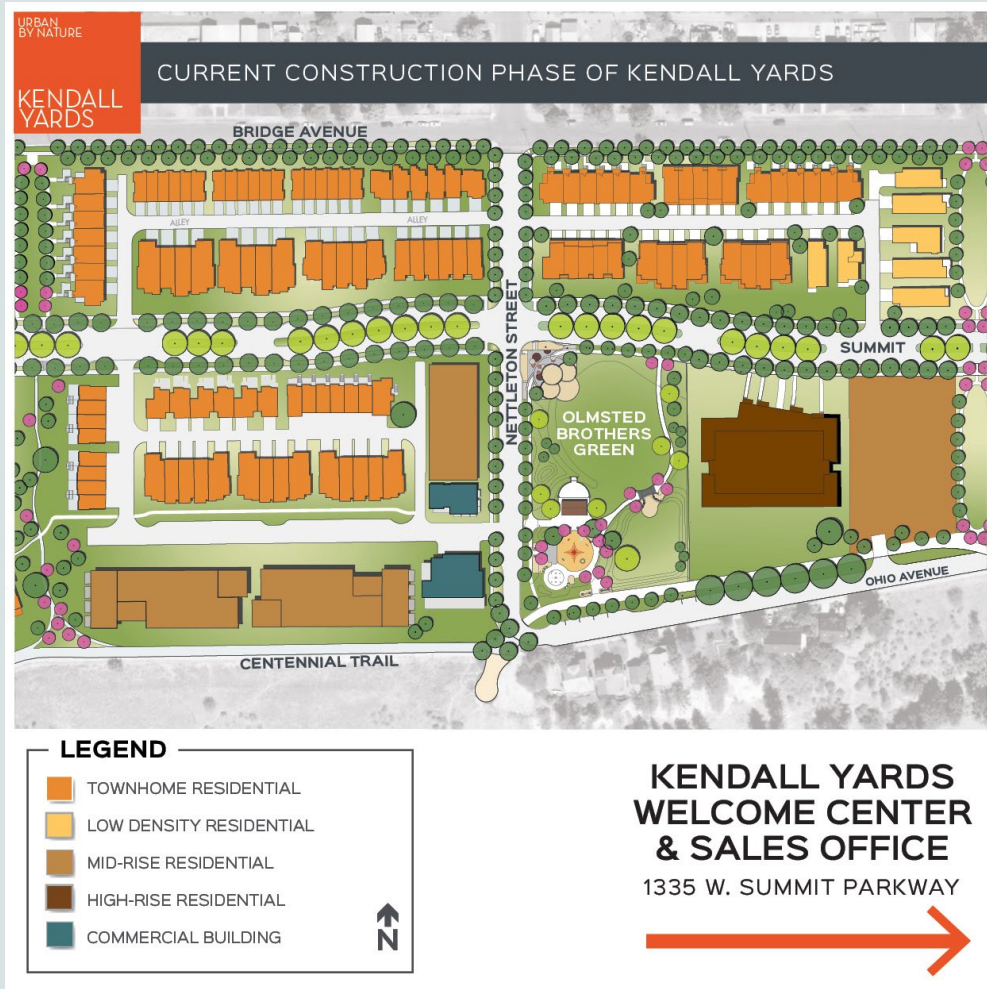 URBAN
BY NATURE
KENDALL
YARDS
CURRENT CONSTRUCTION PHASE OF KENDALL YARDS
BRIDGE AVENUE
ALLEY
ALLEY
NETTLETON STREET
SUMMIT
OLMSTED
BROTHERS
GREEN
OHIO AVENUE
CENTENNIAL TRAIL
LEGEND
TOWNHOME RESIDENTIAL
LOW DENSITY RESIDENTIAL
MID-RISE RESIDENTIAL
HIGH-RISE RESIDENTIAL
COMMERCIAL BUILDING
N
KENDALL YARDS
WELCOME CENTER
& SALES OFFICE
1335 W. SUMMIT PARKWAY